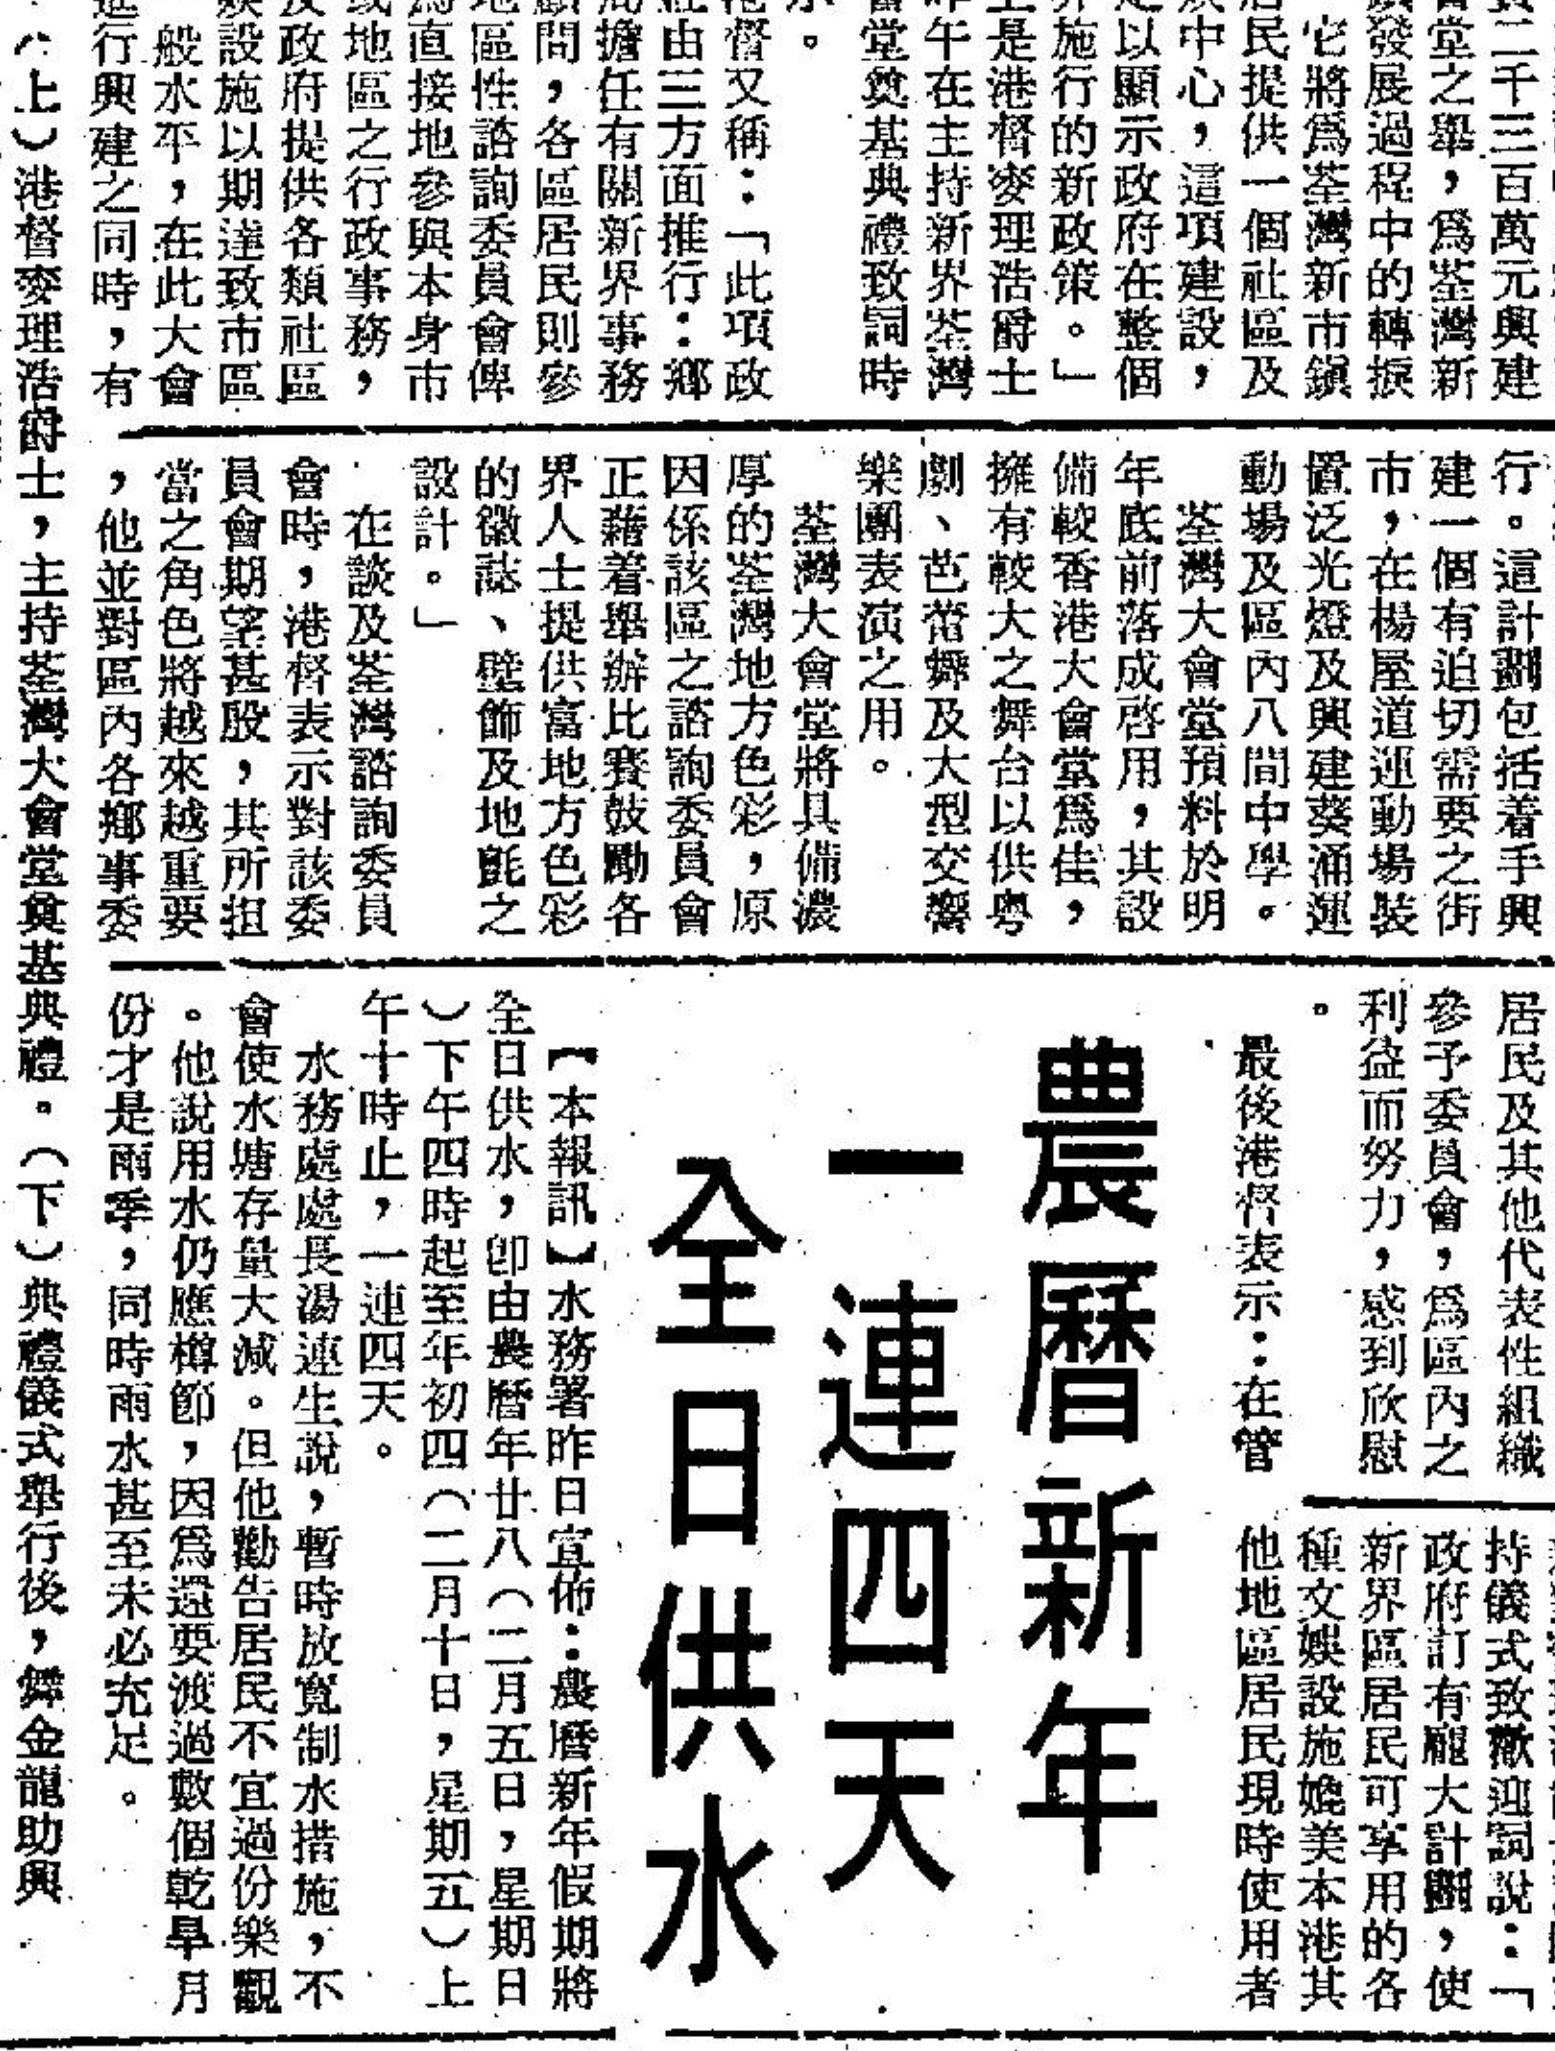 二千三百萬元興建
會堂之舉，爲荃灣新
發展過程中的轉捩
它將爲荃灣新市鎭
居民提供一個社區及
中心，這項建設，
足以顯示政府在整個
界施行的新政策。」
是港督麥理浩爵士
昨午在主持新界荃灣
會堂奠基典禮致詞時
。
港督又稱：「此項政
由三方面推行：鄉
局擔任有關新界事務
顧問，各區居民則參
地區性諮詢委員會俾
爲直接地參與本身市
或地區之行政事務，
及政府提供各類社區
娛設施以期達致市區
一般水平，在此大會
進行興建之同時，有
行。這計劃包括着手興
建一個有迫切需要之街
市，在楊屋道運動場裝
置泛光燈及興建葵涌運
動場及區內八間中學。
荃灣大會堂預料於明
年底前落成啓用，其設
備較香港大會堂爲佳，
擁有較大之舞台以供粤
劇、芭蕾舞及大型交響
樂團表演之用。
荃灣大會堂將具備濃
厚的荃灣地方色彩，原
因係該區之諮詢委員會
正藉着舉辦比賽鼓勵各
界人士提供富地方色彩
的徽誌、壁飾及地氈之
設計。」
在談及荃灣諮詢委員
會時，港督表示對該委
員會期望甚殷，其所担
當之角色將越來越重要
，他並對區內各鄉事委
居民及其他代表性組織
參予委員會，爲區內之
利益而努力，感到欣慰
。
最後港督表示：在管
持儀式致歡迎詞說：「
政府訂有龐大計劃，使
新界區居民可享用的各
種文娛設施媲美本港其
他地區居民現時使用者
農曆新年
一連四天
全日供水
【本報訊】水務署昨日宣佈：農曆新年假期將
全日供水，卽由農曆年廿八（二月五日，星期日
）下午四時起至年初四（二月十日，星期五）上
午十時止，一連四天。
水務處處長湯連生說，暫時放寬制水措施，不
會使水塘存量大減。但他勸告居民不宜過份樂觀
。他說用水仍應樽節，因爲還要渡過數個乾旱月
份才是雨季，同時雨水甚至未必充足。
（上）港督麥理浩爵士，主持荃灣大會堂奠基典禮。（下）典禮儀式舉行後，舞金龍助興